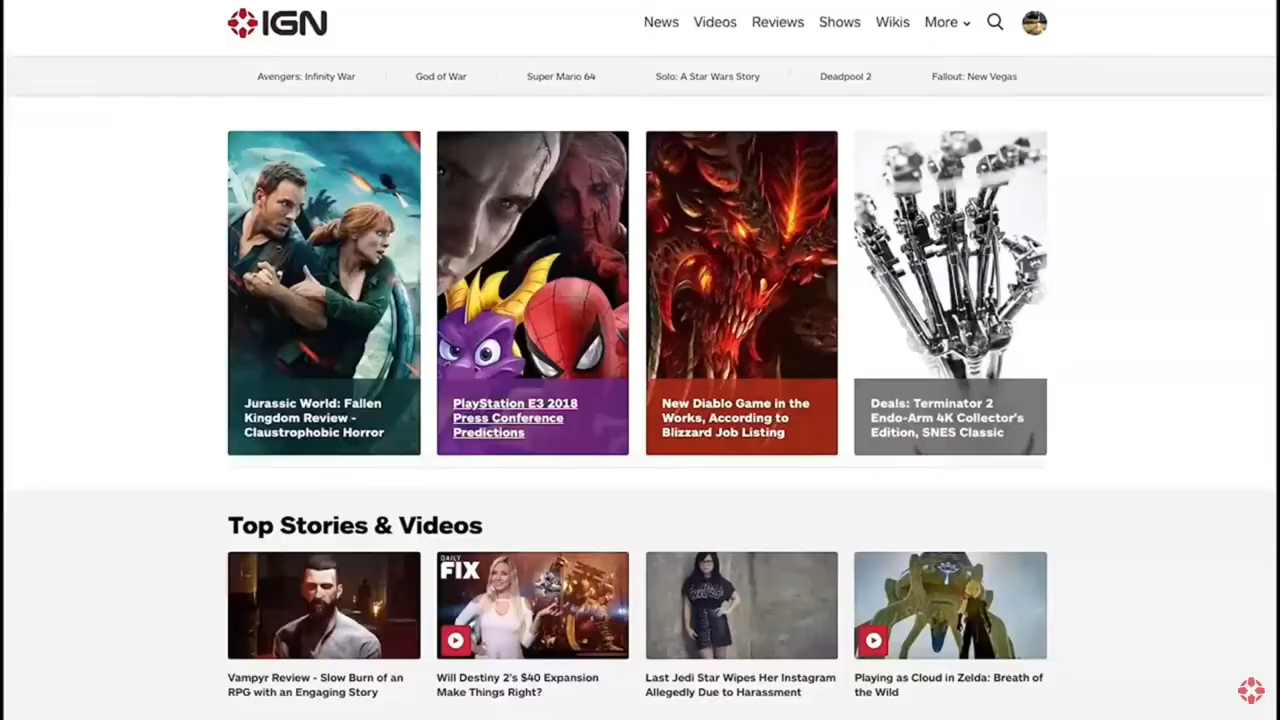 IGN
News Videos Reviews Shows Wikis More
Avengers: Infinity War God of War Super Mario 64 Solo: A Star Wars Story Deadpool 2 Fallout: New Vegas
Jurassic World: Fallen
Kingdom Review -
Claustrophobic Horror
PlayStation E3 2018
Press Conference
Predictions
New Diablo Game in the
Works, According to
Blizzard Job Listing
Deals: Terminator 2
Endo-Arm 4K Collector's
Edition, SNES Classic
Top Stories & Videos
DAILY
FIX
Vampyr Review - Slow Burn of an
RPG with an Engaging Story
Will Destiny 2's $40 Expansion
Make Things Right?
Last Jedi Star Wipes Her Instagram
Allegedly Due to Harassment
Playing as Cloud in Zelda: Breath of
the Wild